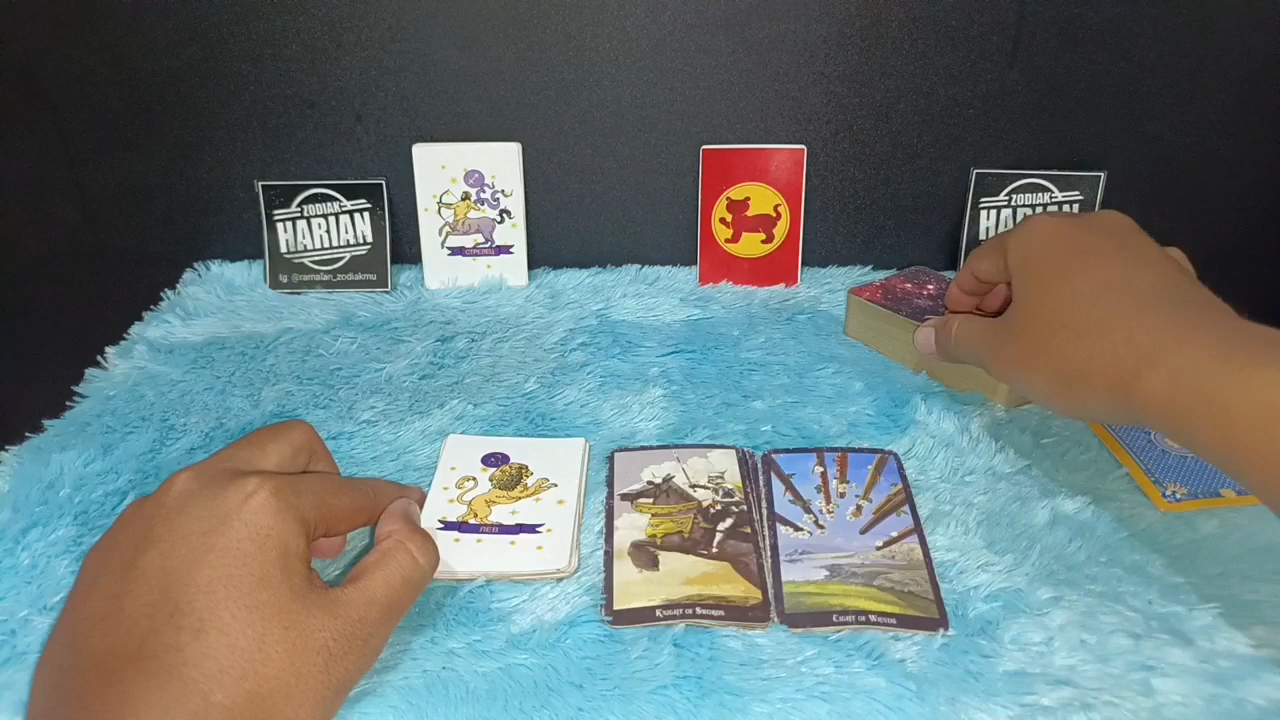 ZODIAK
HARIAN
Ig: @ramalan_zodiakmu
СТРЕЛЕЦ
ZODIAK
ЛЕВ
KNIGHT OF SWORDS
EIGHT OF WANDS